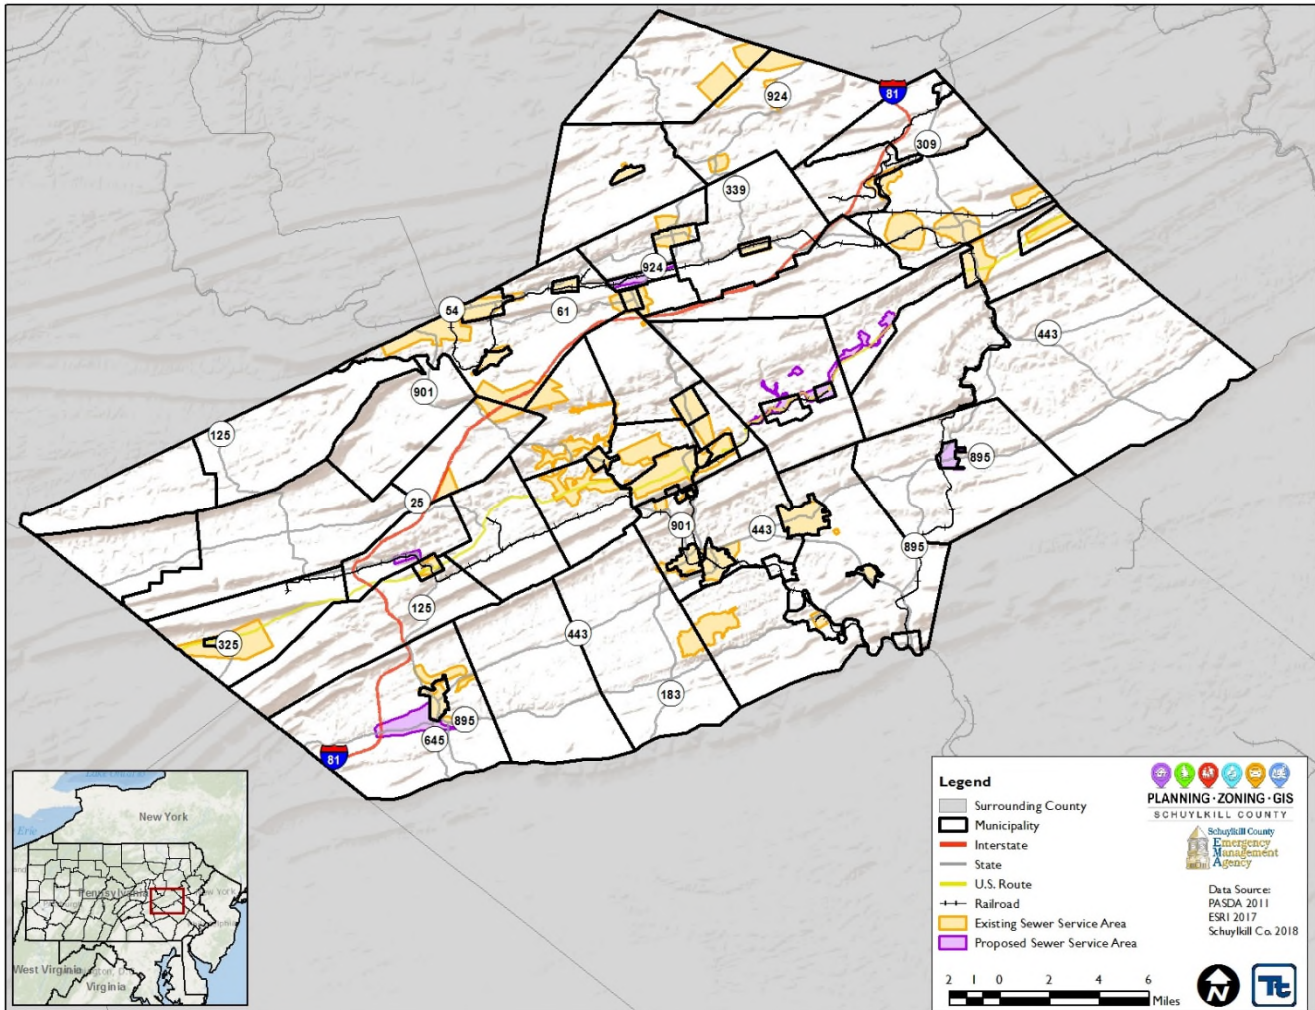 81
924
309
339
924
54
61
443
901
125
895
25
901
443
895
125
443
325
183
895
645
81
New York
Pennsylvania
West Virginia
Virginia
Legend
Surrounding County
Municipality
Interstate
State
U.S. Route
Railroad
Existing Sewer Service Area
Proposed Sewer Service Area
PLANNING · ZONING · GIS
SCHUYLKILL COUNTY
Schuylkill County
Emergency
Management
Agency
Data Source:
PASDA 2011
ESRI 2017
Schuylkill Co. 2018
2 1 0 2 4 6
Miles
N
Tt